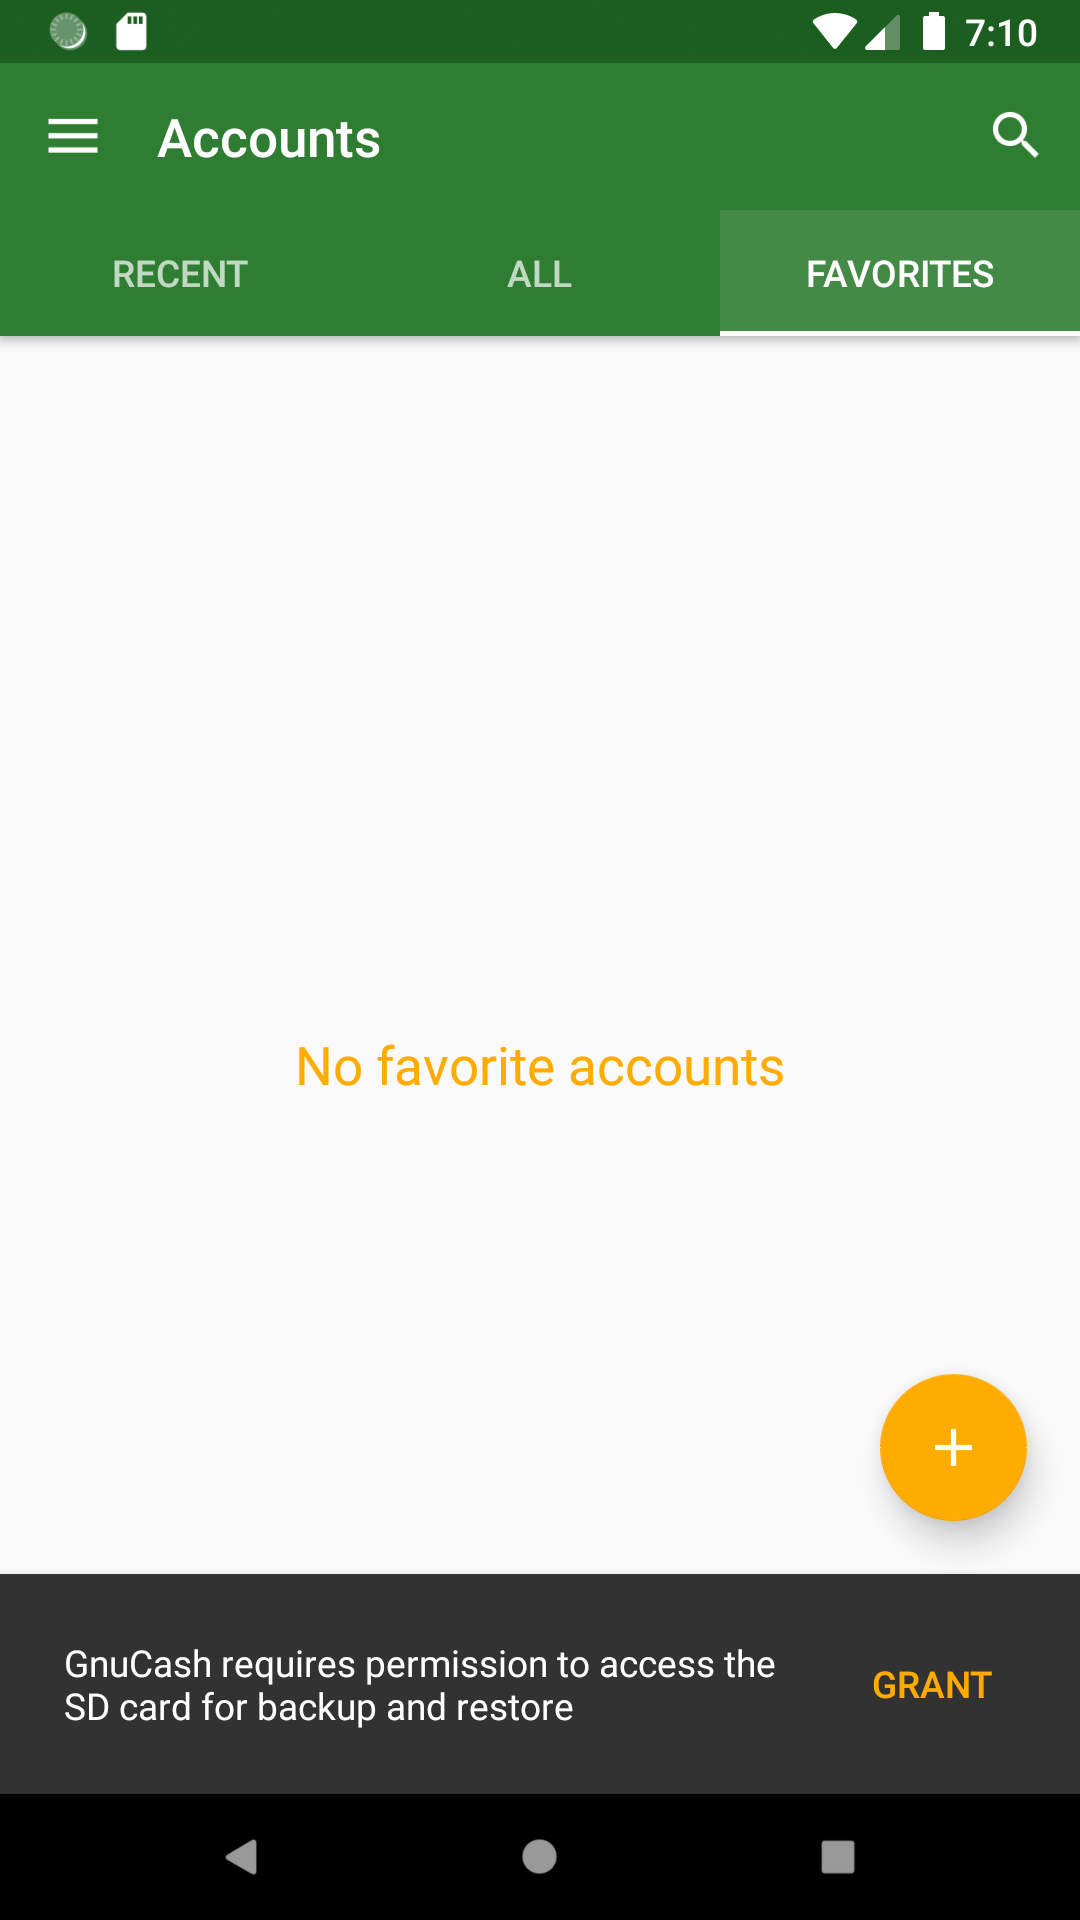 7:10
Accounts
RECENT
ALL
FAVORITES
No favorite accounts
GnuCash requires permission to access the
SD card for backup and restore
GRANT